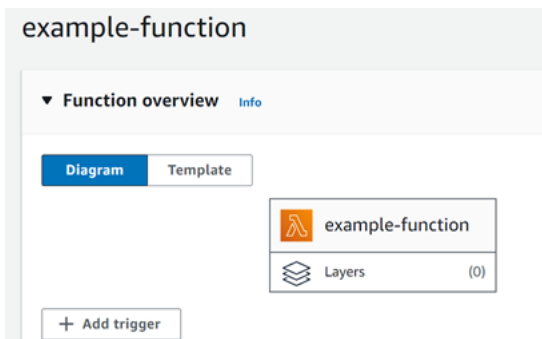 example-function
Function overview Info
Diagram Template
example-function
Layers (0)
+ Add trigger